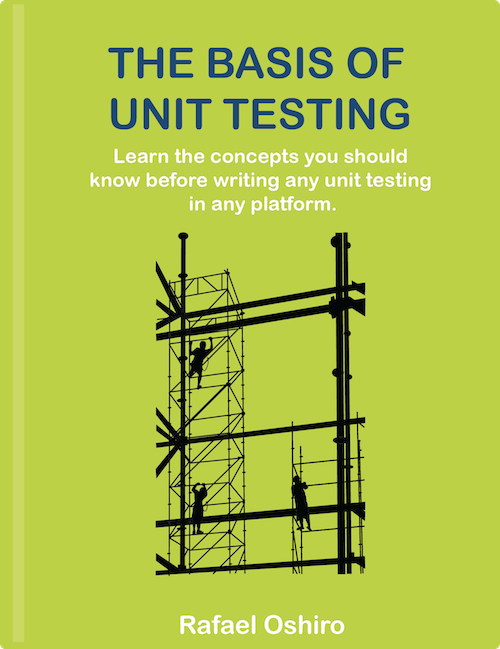 THE BASIS OF
UNIT TESTING
Learn the concepts you should
know before writing any unit testing
in any platform.
Rafael Oshiro